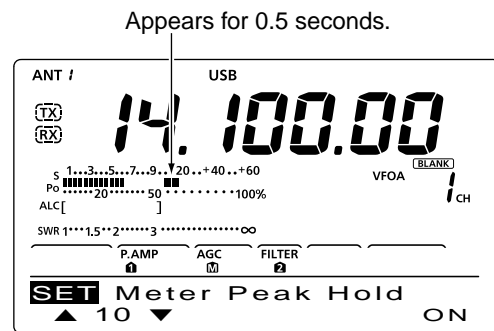 Appears for 0.5 seconds.
ANT 1 USB
TX
RX
14.100.00
BLANK
VFOA 1 CH
S 1••3••5••7••9••20••+40••+60
Po ••••20••••50•••••••••100%
ALC[ ]
SWR 1•••1.5••2•••••3•••••••••••••••∞
P.AMP AGC FILTER
1 M 2
SET Meter Peak Hold
▲ 10 ▼ ON